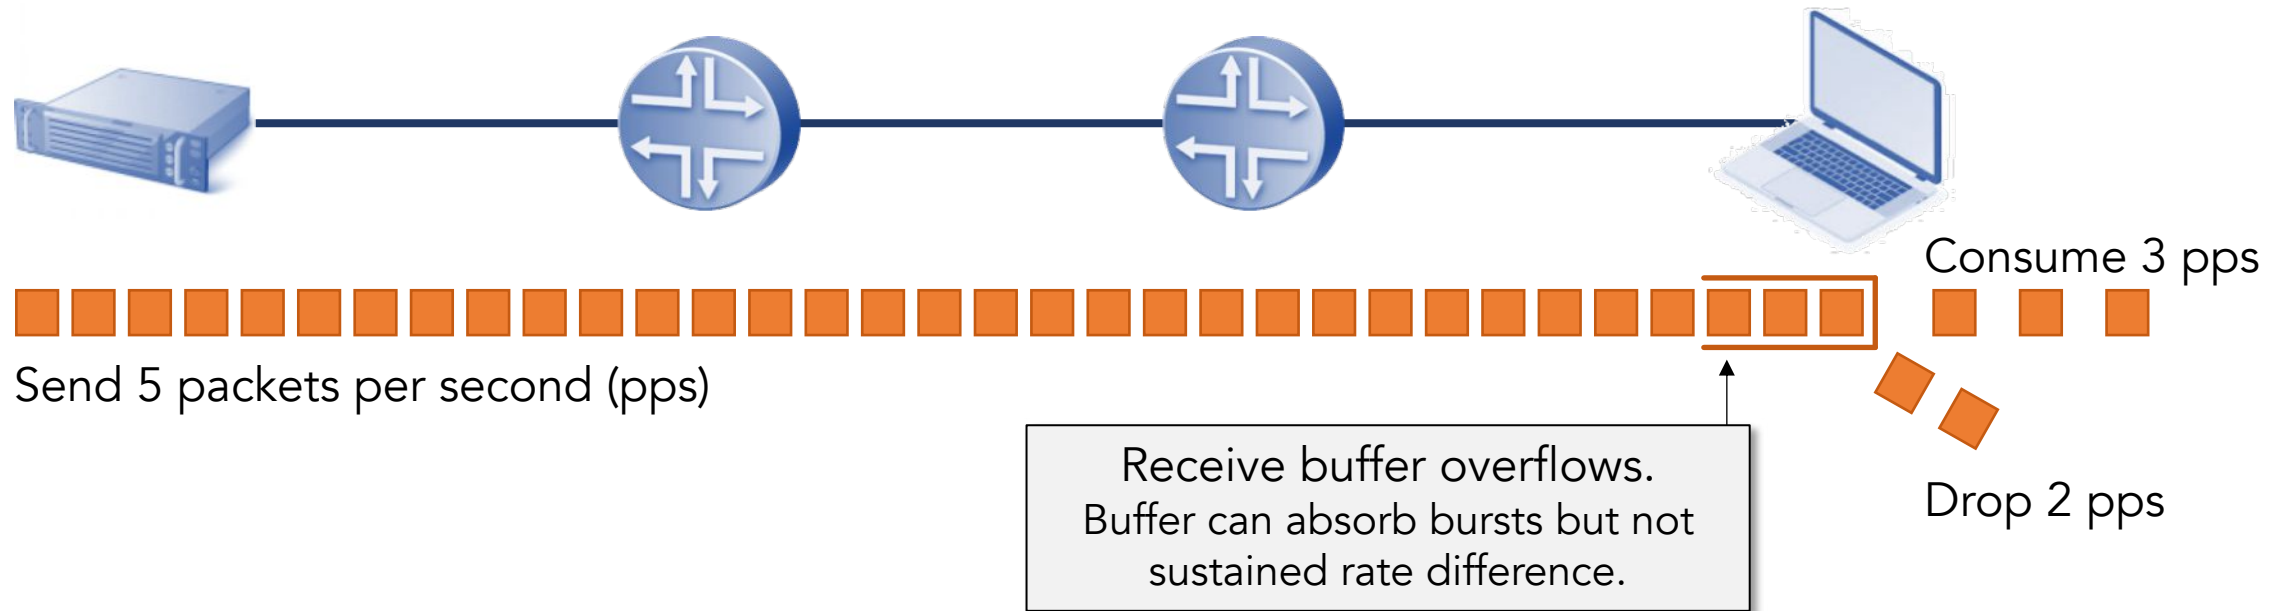 Consume 3 pps
Send 5 packets per second (pps)
Receive buffer overflows.
Buffer can absorb bursts but not
sustained rate difference.
Drop 2 pps